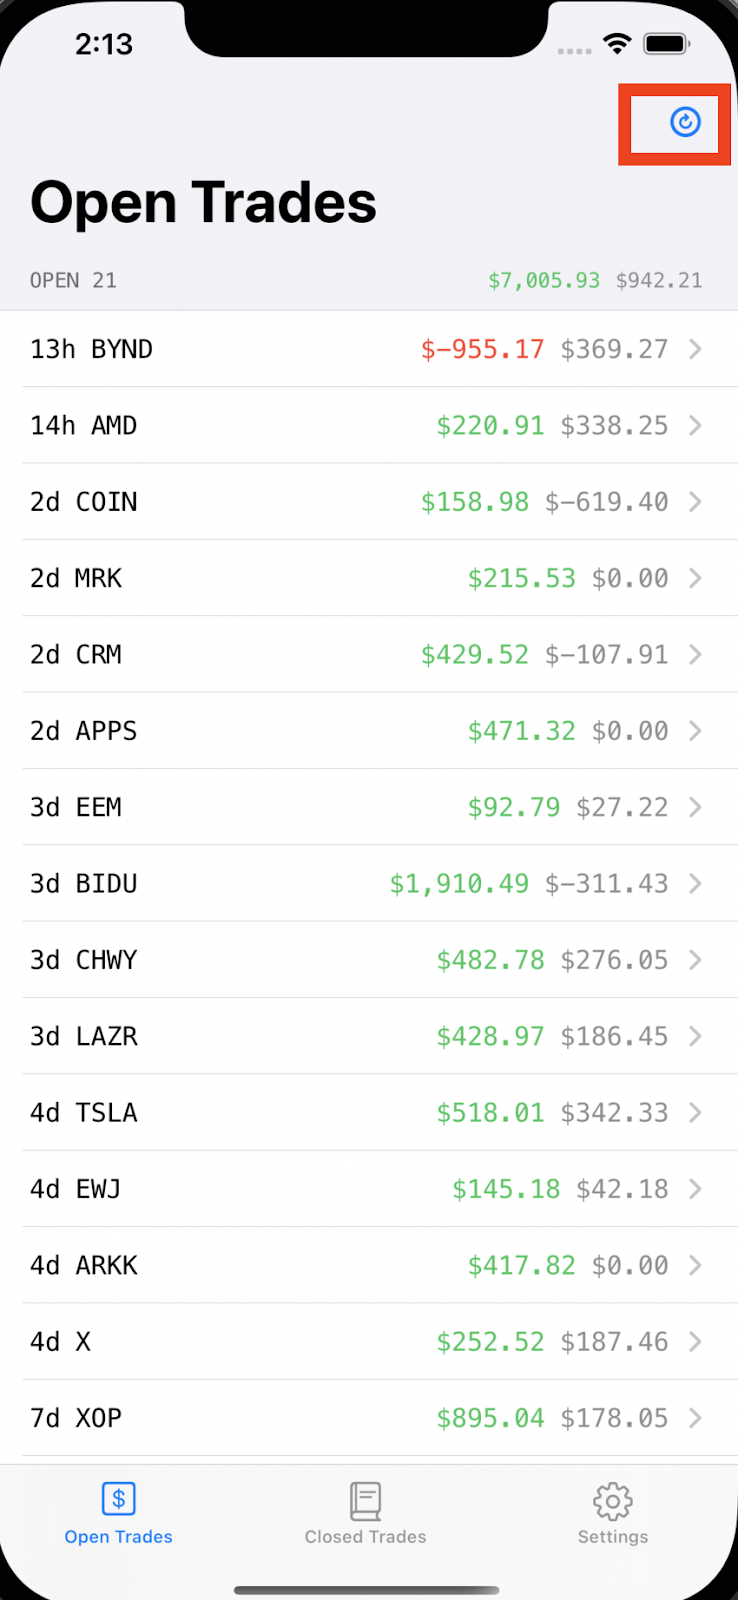 2:13
Open Trades
OPEN 21 $7,005.93 $942.21
13h BYND $-955.17 $369.27
14h AMD $220.91 $338.25
2d COIN $158.98 $-619.40
2d MRK $215.53 $0.00
2d CRM $429.52 $-107.91
2d APPS $471.32 $0.00
3d EEM $92.79 $27.22
3d BIDU $1,910.49 $-311.43
3d CHWY $482.78 $276.05
3d LAZR $428.97 $186.45
4d TSLA $518.01 $342.33
4d EWJ $145.18 $42.18
4d ARKK $417.82 $0.00
4d X $252.52 $187.46
7d XOP $895.04 $178.05
$
Open Trades Closed Trades Settings